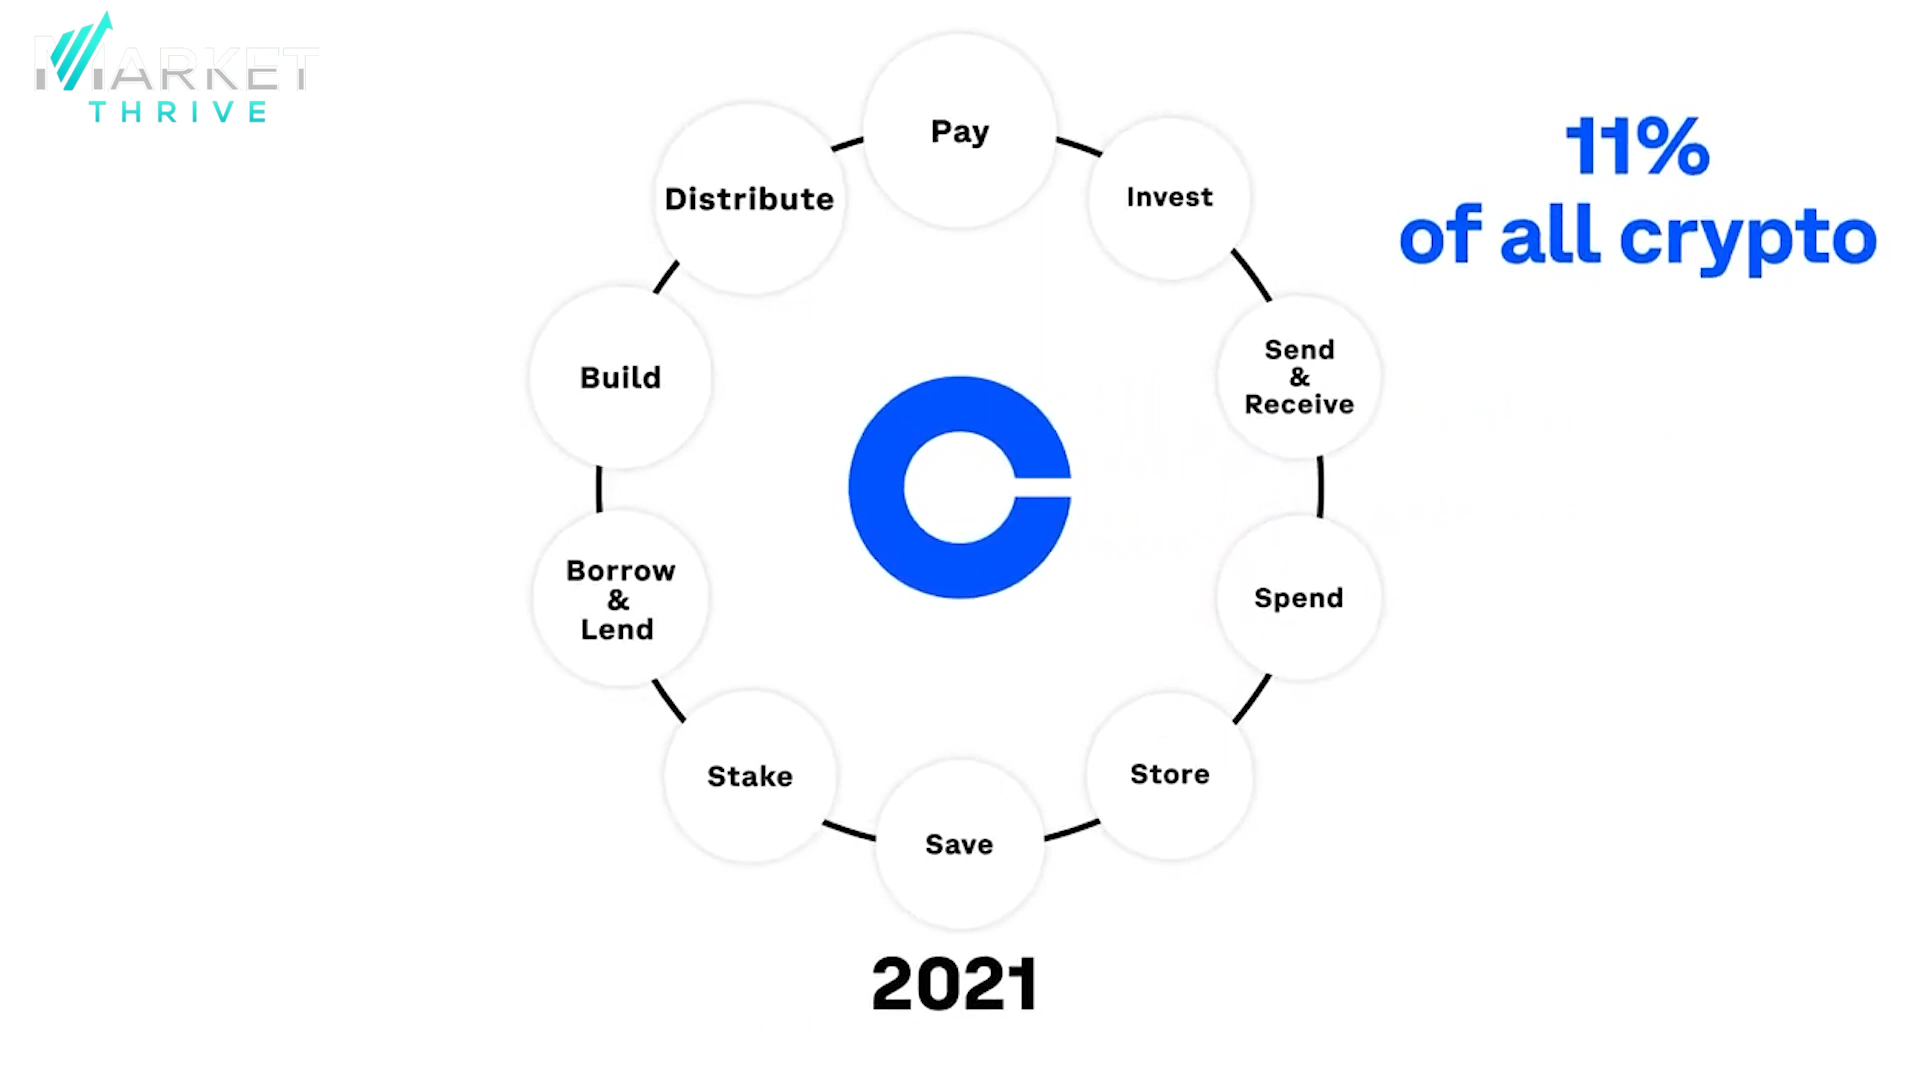 MARKET
THRIVE
Pay
Invest
Send
&
Receive
Spend
Store
Save
Stake
Borrow
&
Lend
Build
Distribute
11%
of all crypto
2021